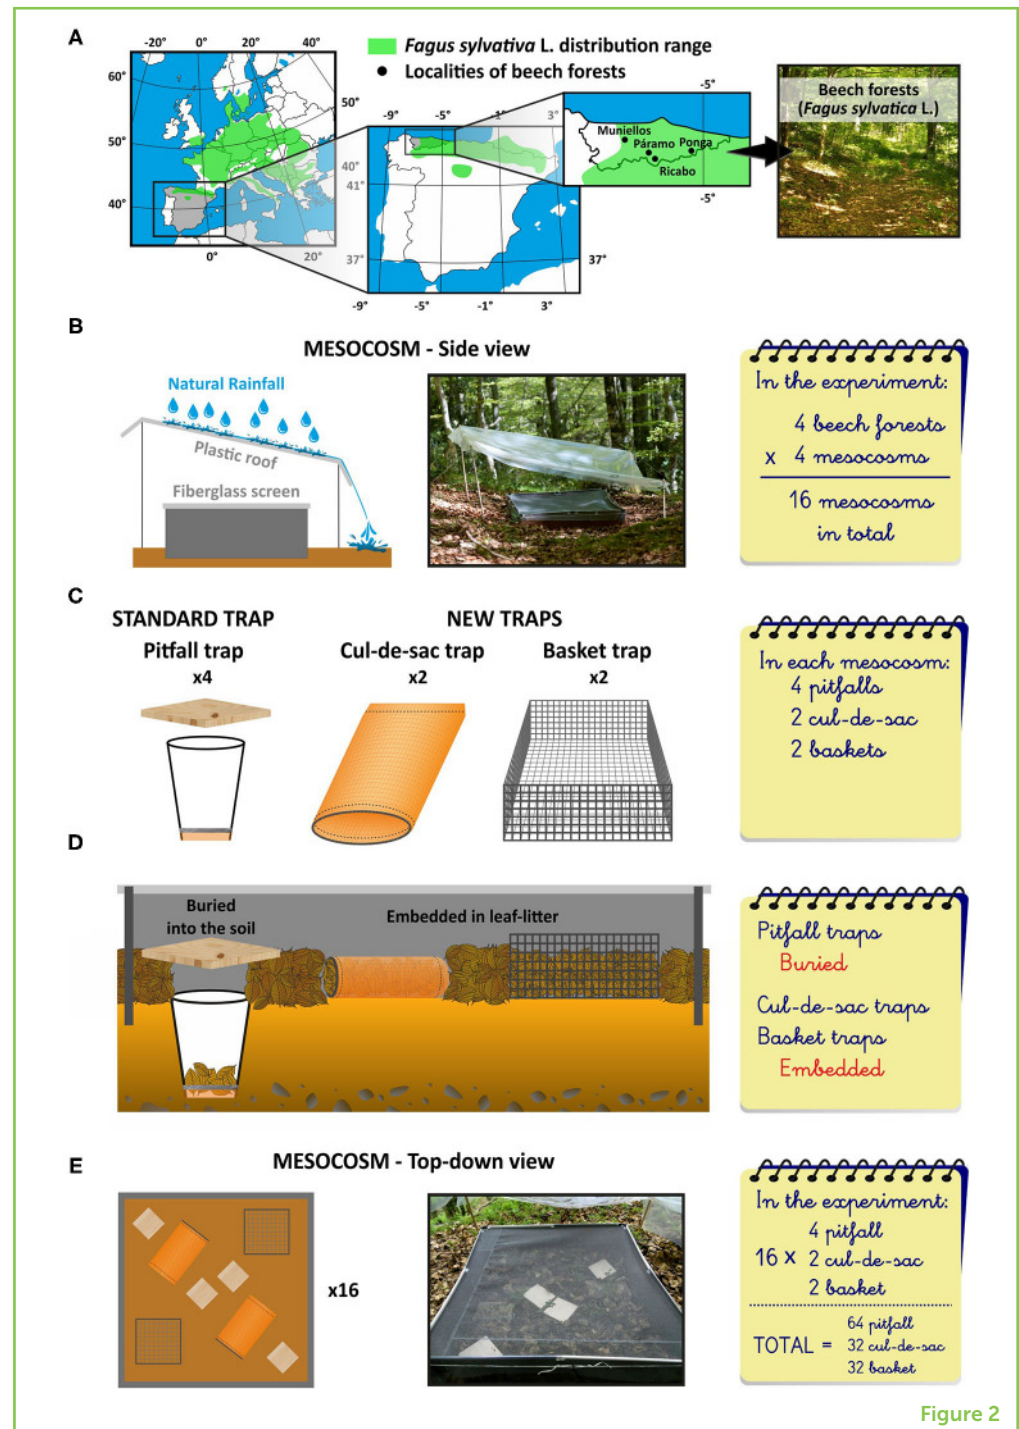 A
-20° 0° 20° 40°
60°
50°
40°
50°
40°
0° 20°
Fagus sylvativa L. distribution range
Localities of beech forests
-9° -5° -1° 3°
41°
37°
37°
-9° -5° -1° 3°
-5°
Muniellos
Páramo Ponga
Ricabo
-5°
Beech forests
(Fagus sylvatica L.)
B
MESOCOSM - Side view
Natural Rainfall
Plastic roof
Fiberglass screen
In the experiment:
4 beech forests
x 4 mesocosms
16 mesocosms
in total
C
STANDARD TRAP
Pitfall trap
x4
NEW TRAPS
Cul-de-sac trap
x2
Basket trap
x2
In each mesocosm:
4 pitfalls
2 cul-de-sac
2 baskets
D
Buried
into the soil
Embedded in leaf-litter
Pitfall traps
Buried
Cul-de-sac traps
Basket traps
Embedded
E
MESOCOSM - Top-down view
x16
In the experiment:
4 pitfall
16 x 2 cul-de-sac
2 basket
TOTAL = 64 pitfall
32 cul-de-sac
32 basket
Figure 2